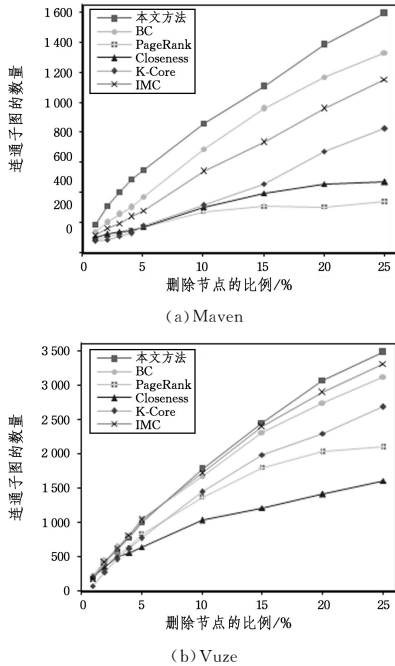 连通子图的数量
1 600
1 400
1 200
1 000
800
600
400
200
0
本文方法
BC
PageRank
Closeness
K-Core
IMC
0 5 10 15 20 25
删除节点的比例/%
(a) Maven
连通子图的数量
3 500
3 000
2 500
2 000
1 500
1 000
500
0
本文方法
BC
PageRank
Closeness
K-Core
IMC
0 5 10 15 20 25
删除节点的比例/%
(b) Vuze